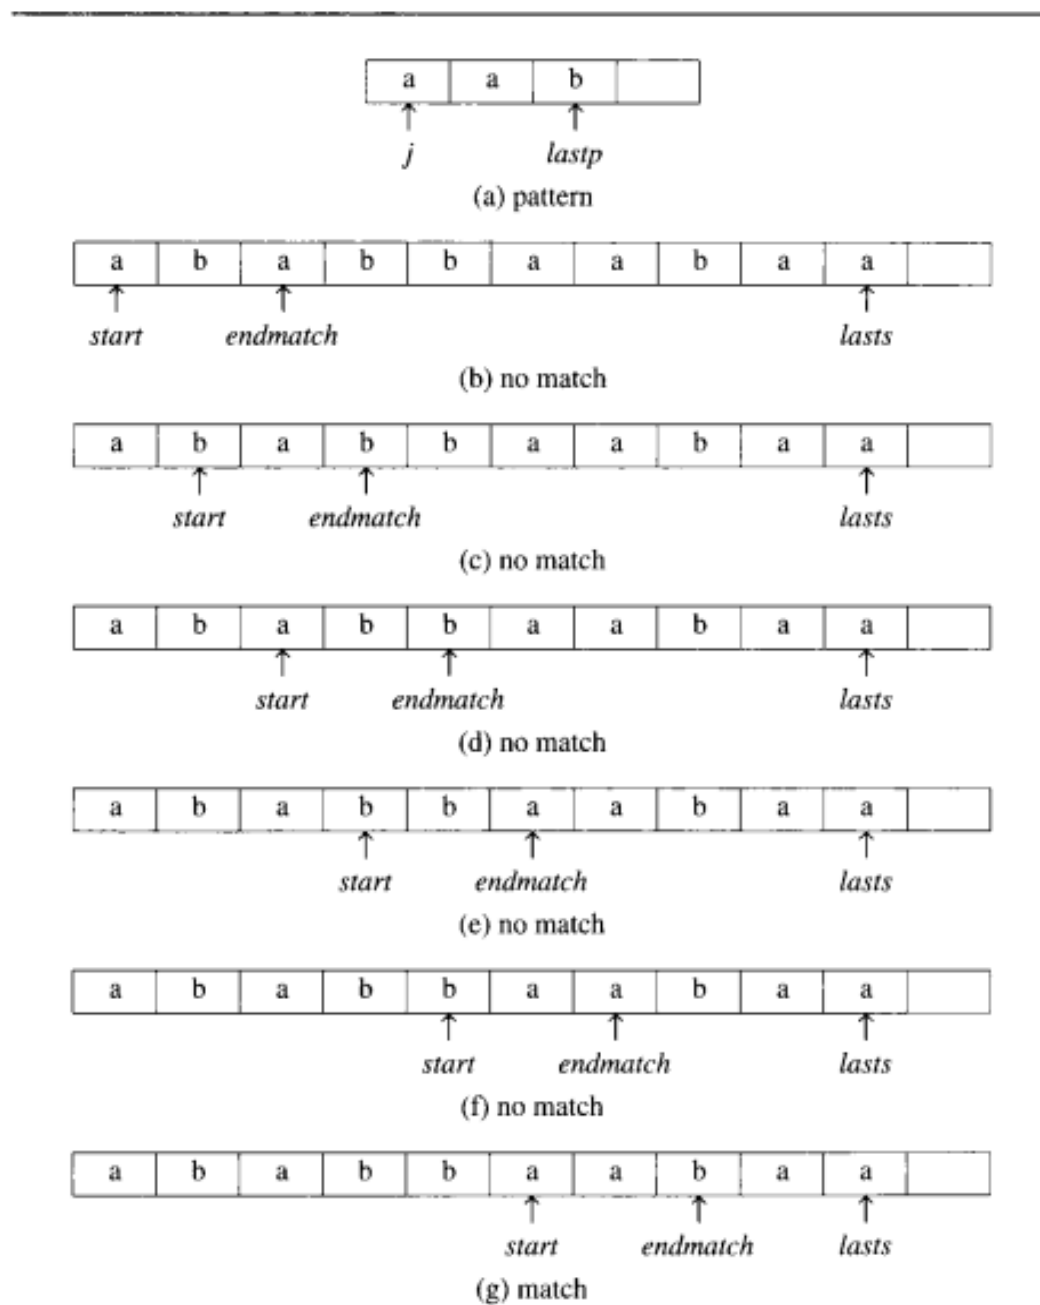 a a b
j lastp
(a) pattern
a b a b b a a b a a
start endmatch lasts
(b) no match
a b a b b a a b a a
start endmatch lasts
(c) no match
a b a b b a a b a a
start endmatch lasts
(d) no match
a b a b b a a b a a
start endmatch lasts
(e) no match
a b a b b a a b a a
start endmatch lasts
(f) no match
a b a b b a a b a a
start endmatch lasts
(g) match